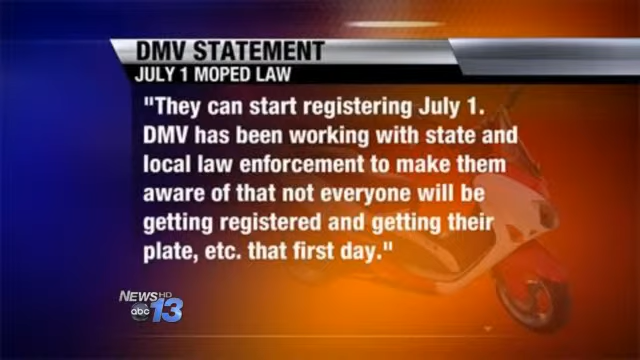 DMV STATEMENT
JULY 1 MOPED LAW
"They can start registering July 1.
DMV has been working with state and
local law enforcement to make them
aware of that not everyone will be
getting registered and getting their
plate, etc. that first day."
NEWS HD
abc 13